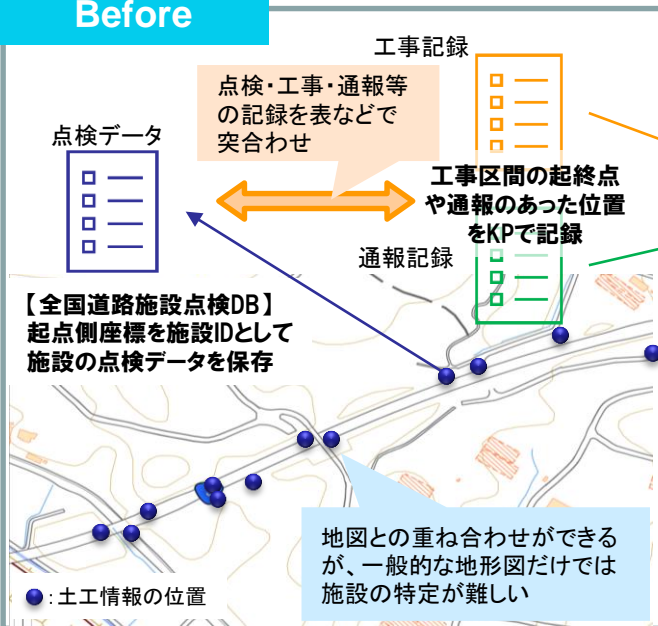 Before
工事記録
点検・工事・通報等
の記録を表などで
突合わせ
点検データ
工事区間の起終点
や通報のあった位置
をKPで記録
通報記録
【全国道路施設点検DB】
起点側座標を施設IDとして
施設の点検データを保存
地図との重ね合わせができる
が、一般的な地形図だけでは
施設の特定が難しい
:土工情報の位置